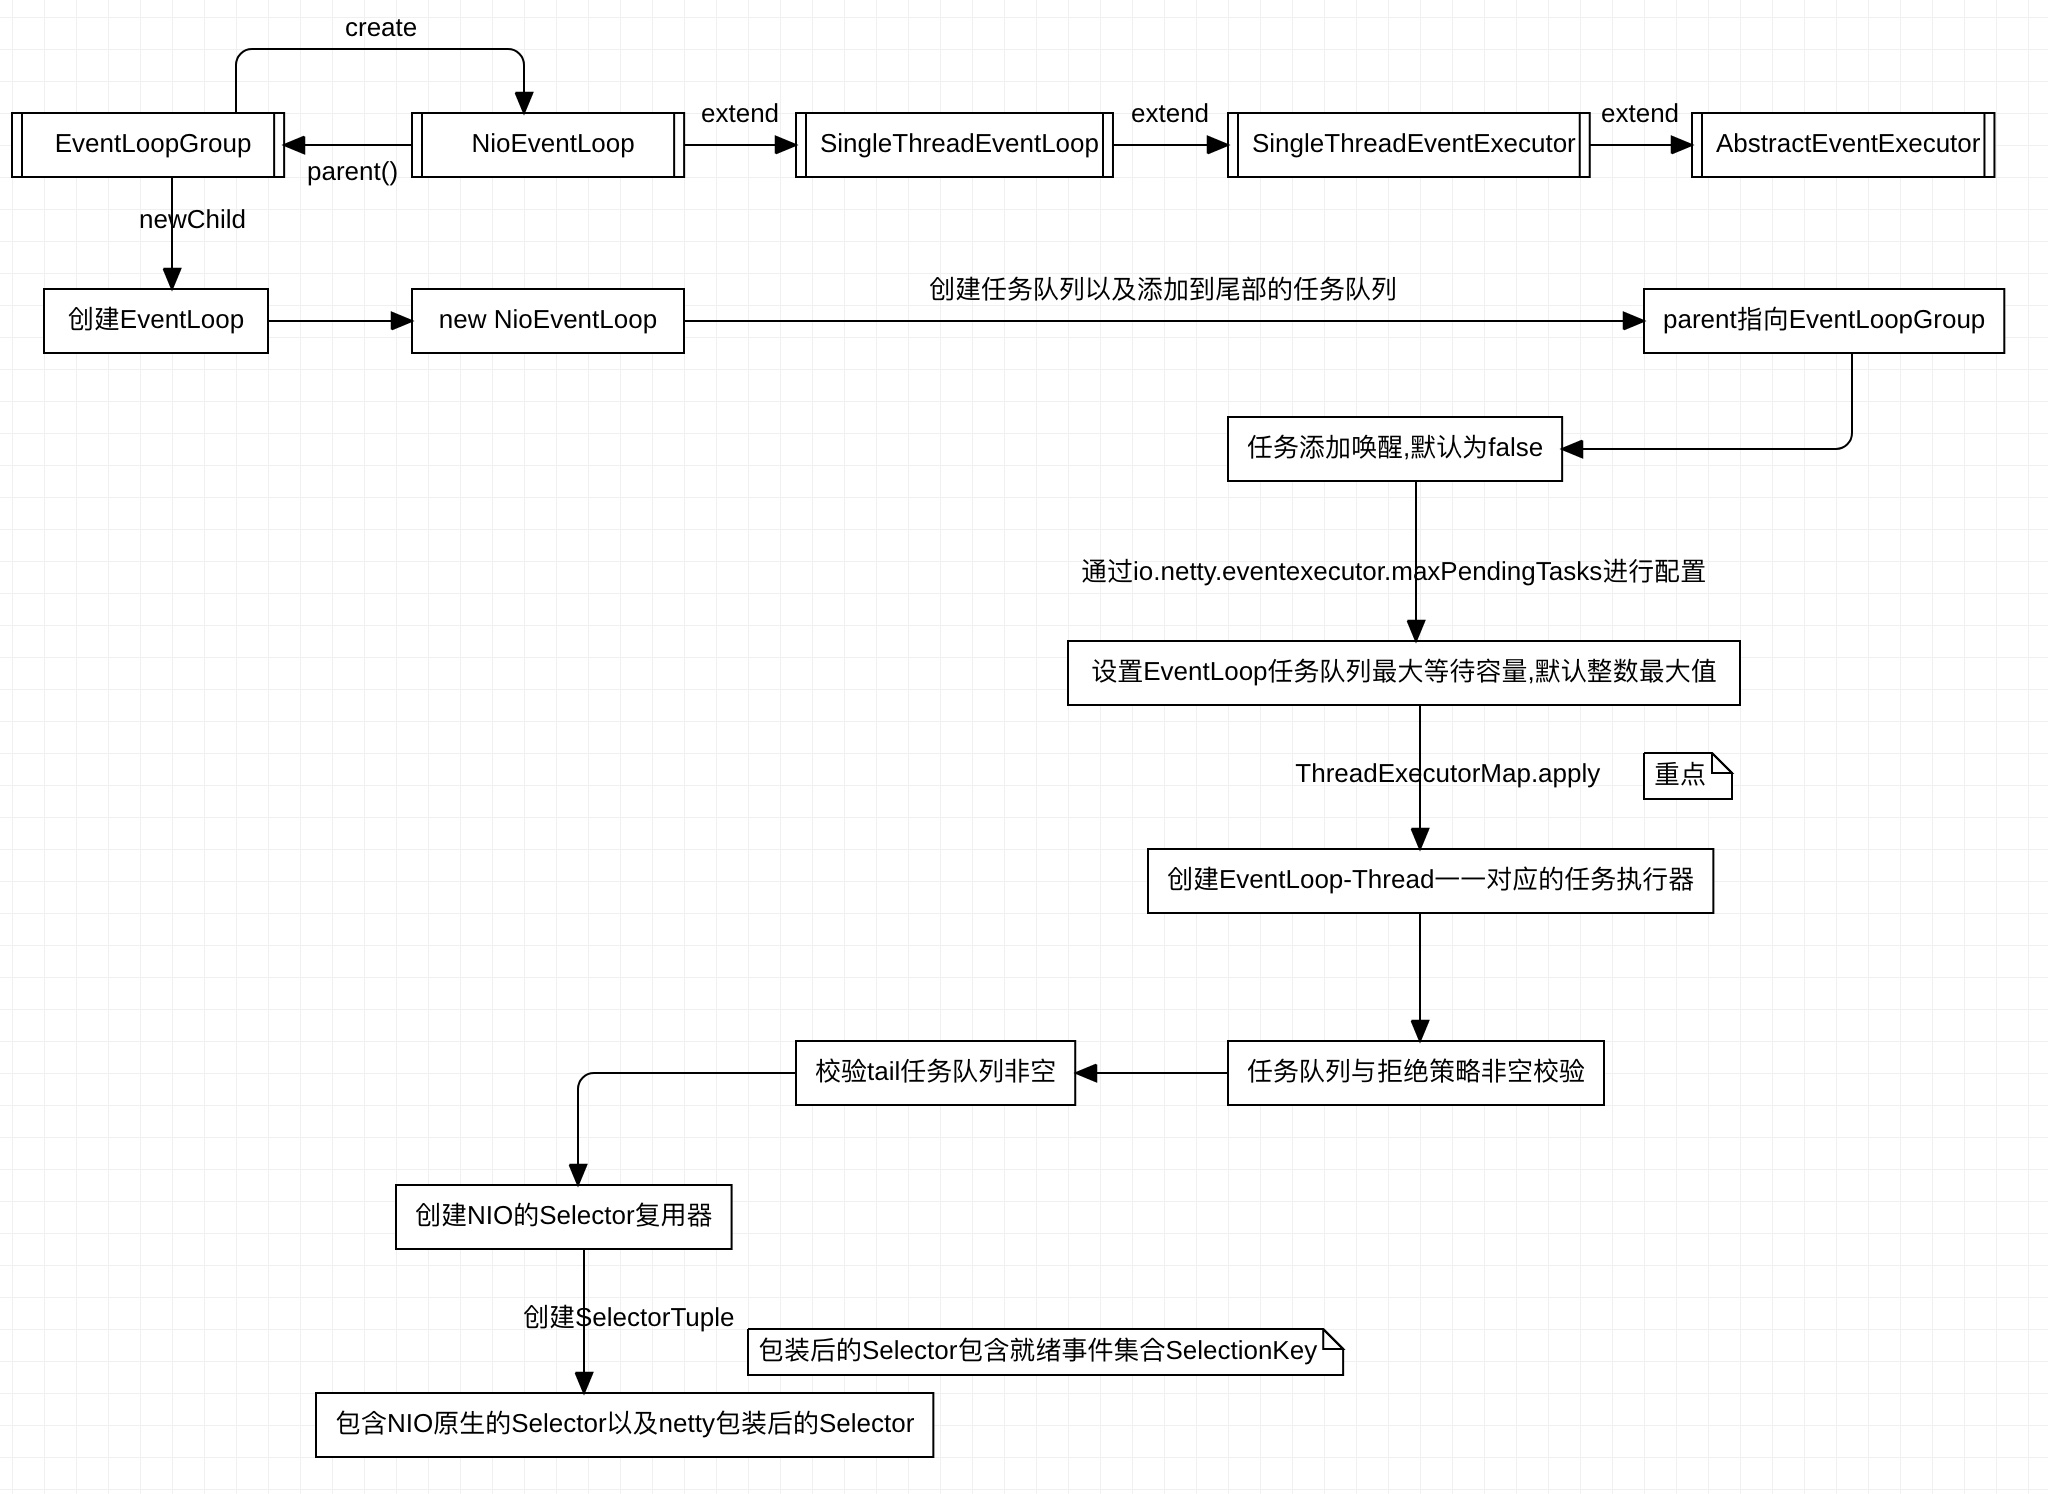 create
EventLoopGroup
parent()
NioEventLoop
extend
SingleThreadEventLoop
extend
SingleThreadEventExecutor
extend
AbstractEventExecutor
newChild
创建EventLoop
new NioEventLoop
创建任务队列以及添加到尾部的任务队列
parent指向EventLoopGroup
任务添加唤醒,默认为false
通过io.netty.eventexecutor.maxPendingTasks进行配置
设置EventLoop任务队列最大等待容量,默认整数最大值
ThreadExecutorMap.apply
重点
创建EventLoop-Thread一一对应的任务执行器
任务队列与拒绝策略非空校验
校验tail任务队列非空
创建NIO的Selector复用器
创建SelectorTuple
包装后的Selector包含就绪事件集合SelectionKey
包含NIO原生的Selector以及netty包装后的Selector